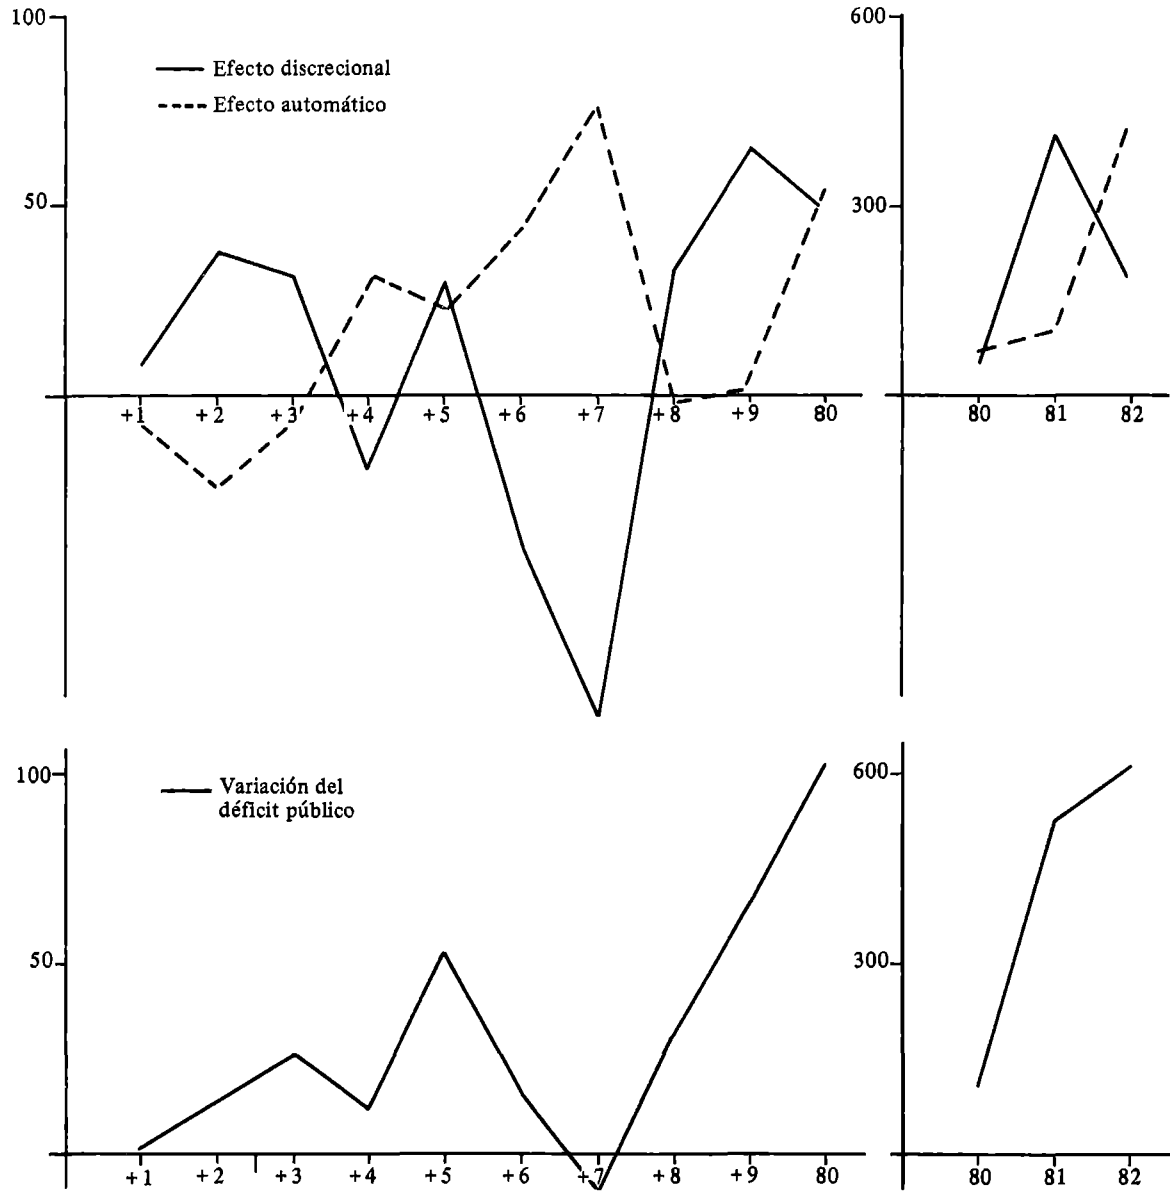 100
600
Efecto discrecional
Efecto automático
50
300
+1 +2 +3' +4 +5 +6 +7 +8 +9 80
80 81 82
100
600
Variación del
déficit público
50
300
+1 +2 +3 +4 +5 +6 +7 +8 +9 80
80 81 82